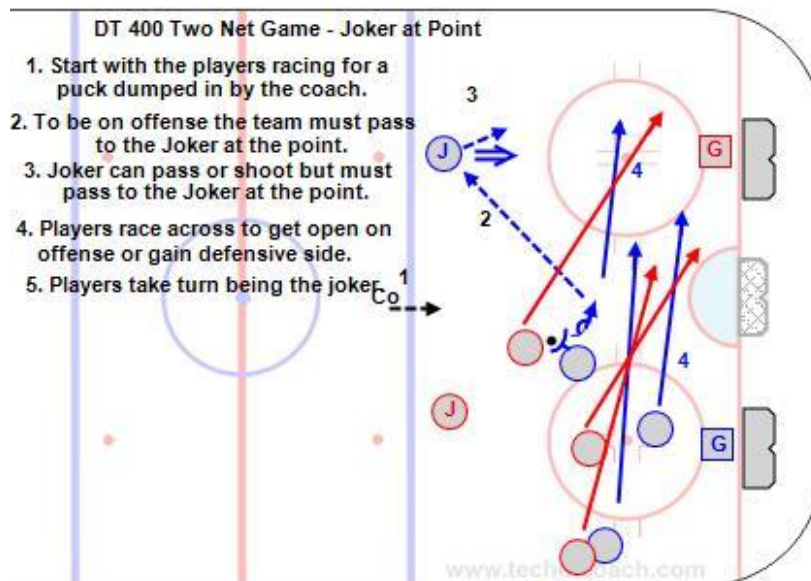 DT 400 Two Net Game - Joker at Point
1. Start with the players racing for a
puck dumped in by the coach.
2. To be on offense the team must pass
to the Joker at the point.
3. Joker can pass or shoot but must
pass to the Joker at the point.
4. Players race across to get open on
offense or gain defensive side.
5. Players take turn being the joker.
3
J
G
4
2
Co 1
4
J
G